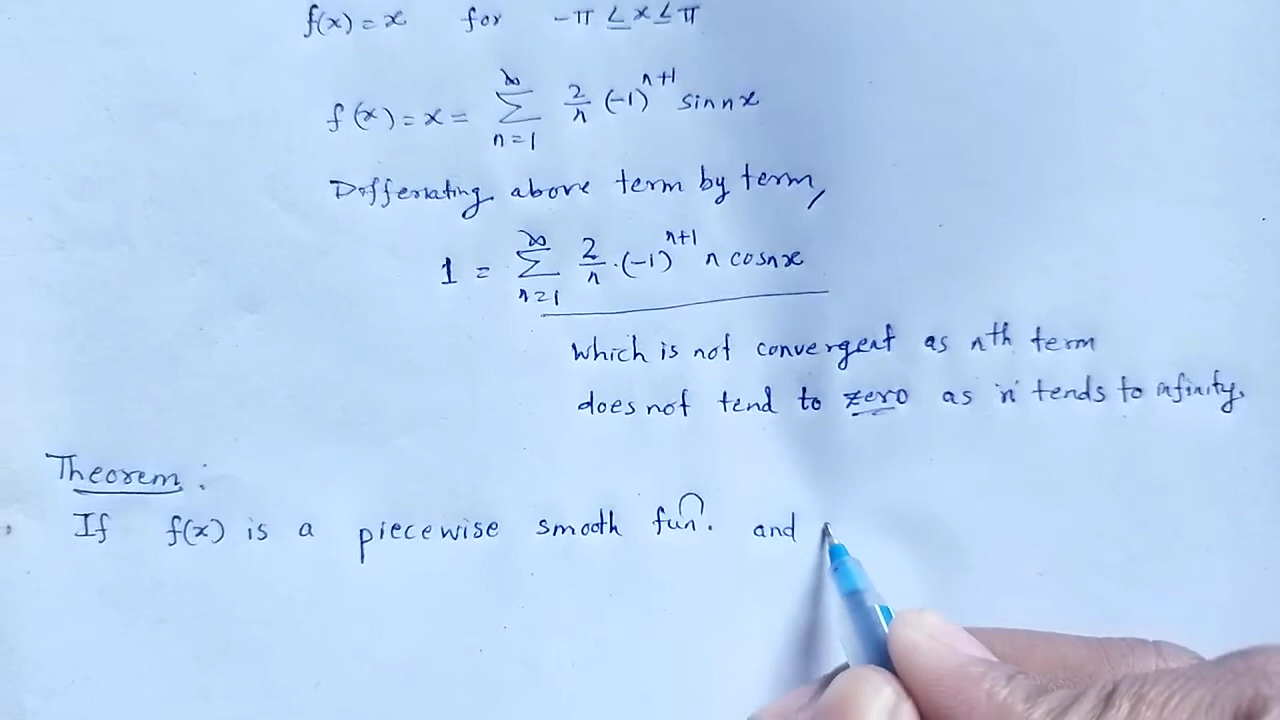 f(x) = x for -π ≤ x ≤ π
f(x) = x = ∞ Σ n=1 2/n (-1)^n+1 sin nx
Differiating above term by term,
1 = ∞ Σ n=1 2/n . (-1)^n+1 n cos nx
which is not convergent as nth term
does not tend to zero as 'n' tends to infinity.
Theorem :
If f(x) is a piecewise smooth fun. and